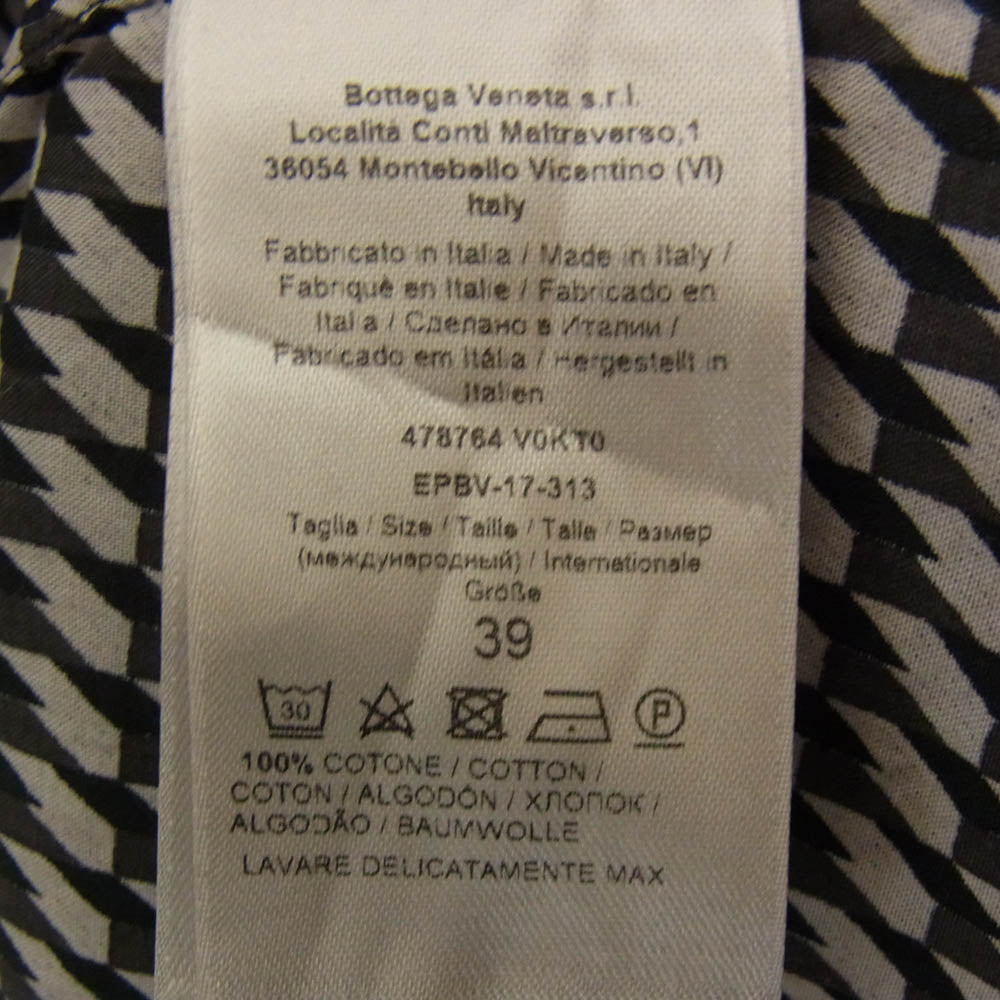 Bottega Veneta s.r.l.
Località Conti Maltraverso,1
36054 Montebello Vicentino (VI)
Italy
Fabbricato in Italia / Made in Italy /
Fabriquè en Italie / Fabricado en
Italia / Сделано в Италии /
Fabricado em Itália / Hergestellt in
Italien
478764 V0KT0
EPBV-17-313
Taglia / Size / Taille / Talle / Размер
(международный) / Internationale
Größe
39
30
P
100% COTONE / COTTON /
COTON / ALGODÓN / ХЛОПОК /
ALGODÃO / BAUMWOLLE
LAVARE DELICATAMENTE MAX